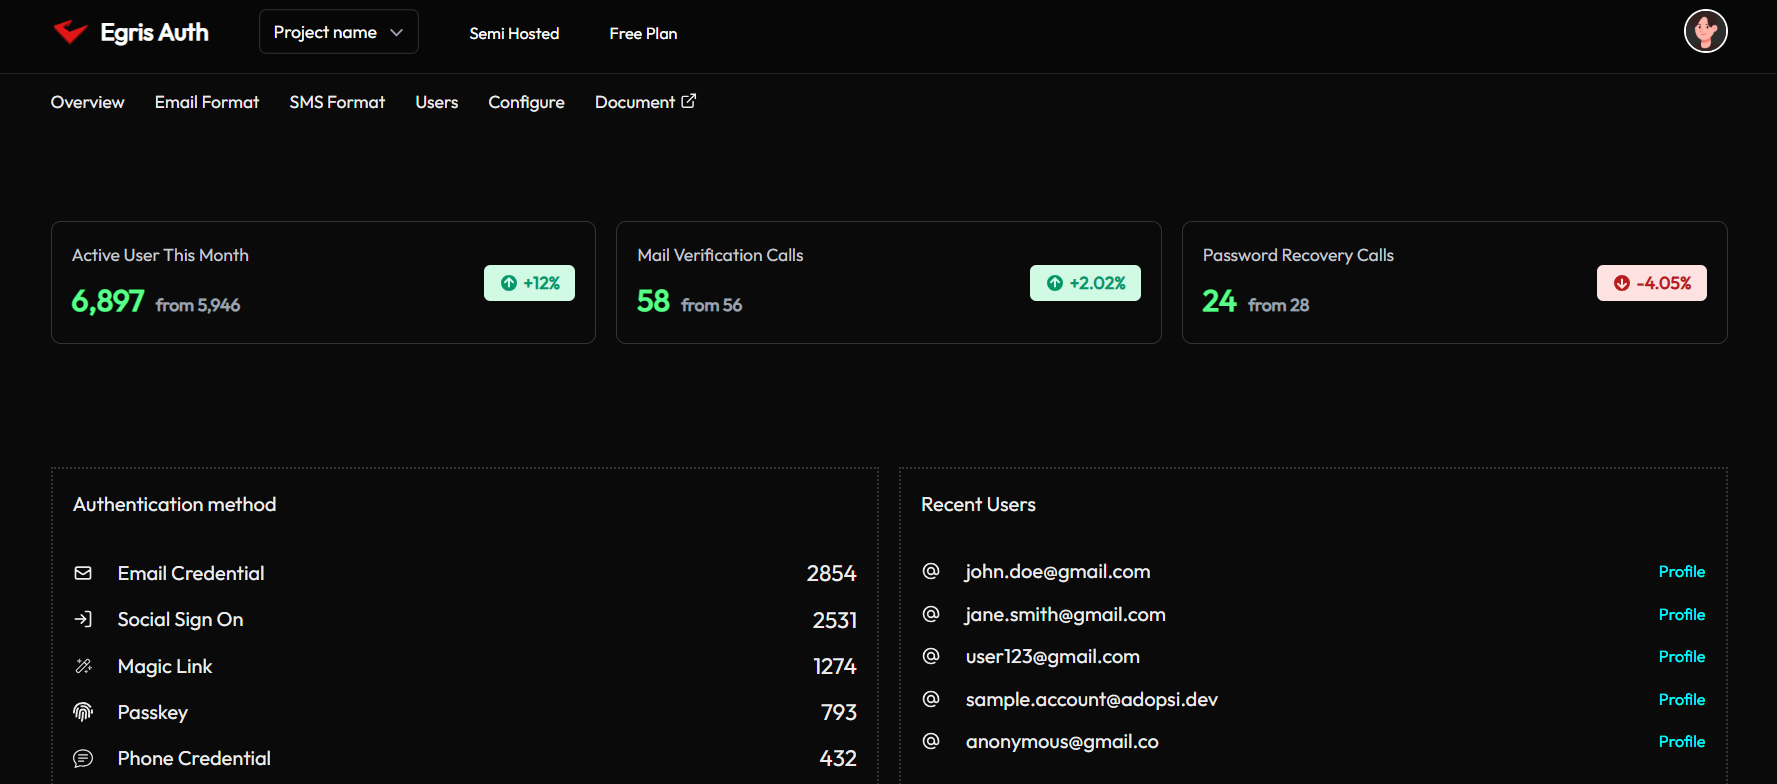 Egris Auth
Project name
Semi Hosted
Free Plan
Overview
Email Format
SMS Format
Users
Configure
Document
Active User This Month
6,897 from 5,946
+12%
Mail Verification Calls
58 from 56
+2.02%
Password Recovery Calls
24 from 28
-4.05%
Authentication method
Email Credential 2854
Social Sign On 2531
Magic Link 1274
Passkey 793
Phone Credential 432
Recent Users
john.doe@gmail.com Profile
jane.smith@gmail.com Profile
user123@gmail.com Profile
sample.account@adopsi.dev Profile
anonymous@gmail.co Profile